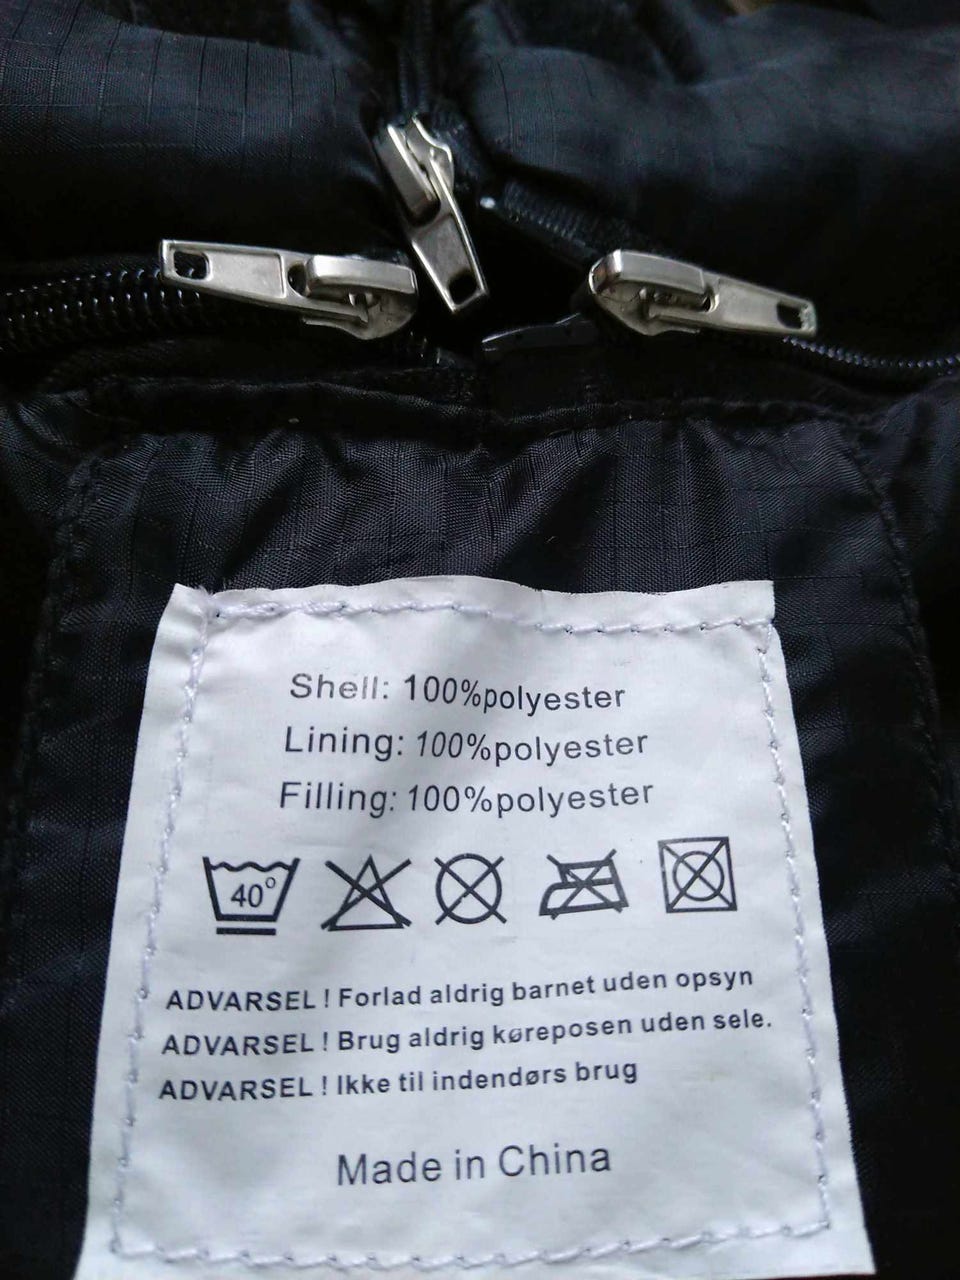 Shell: 100%polyester
Lining: 100%polyester
Filling: 100%polyester
40°
ADVARSEL ! Forlad aldrig barnet uden opsyn
ADVARSEL ! Brug aldrig køreposen uden sele.
ADVARSEL ! Ikke til indendørs brug
Made in China